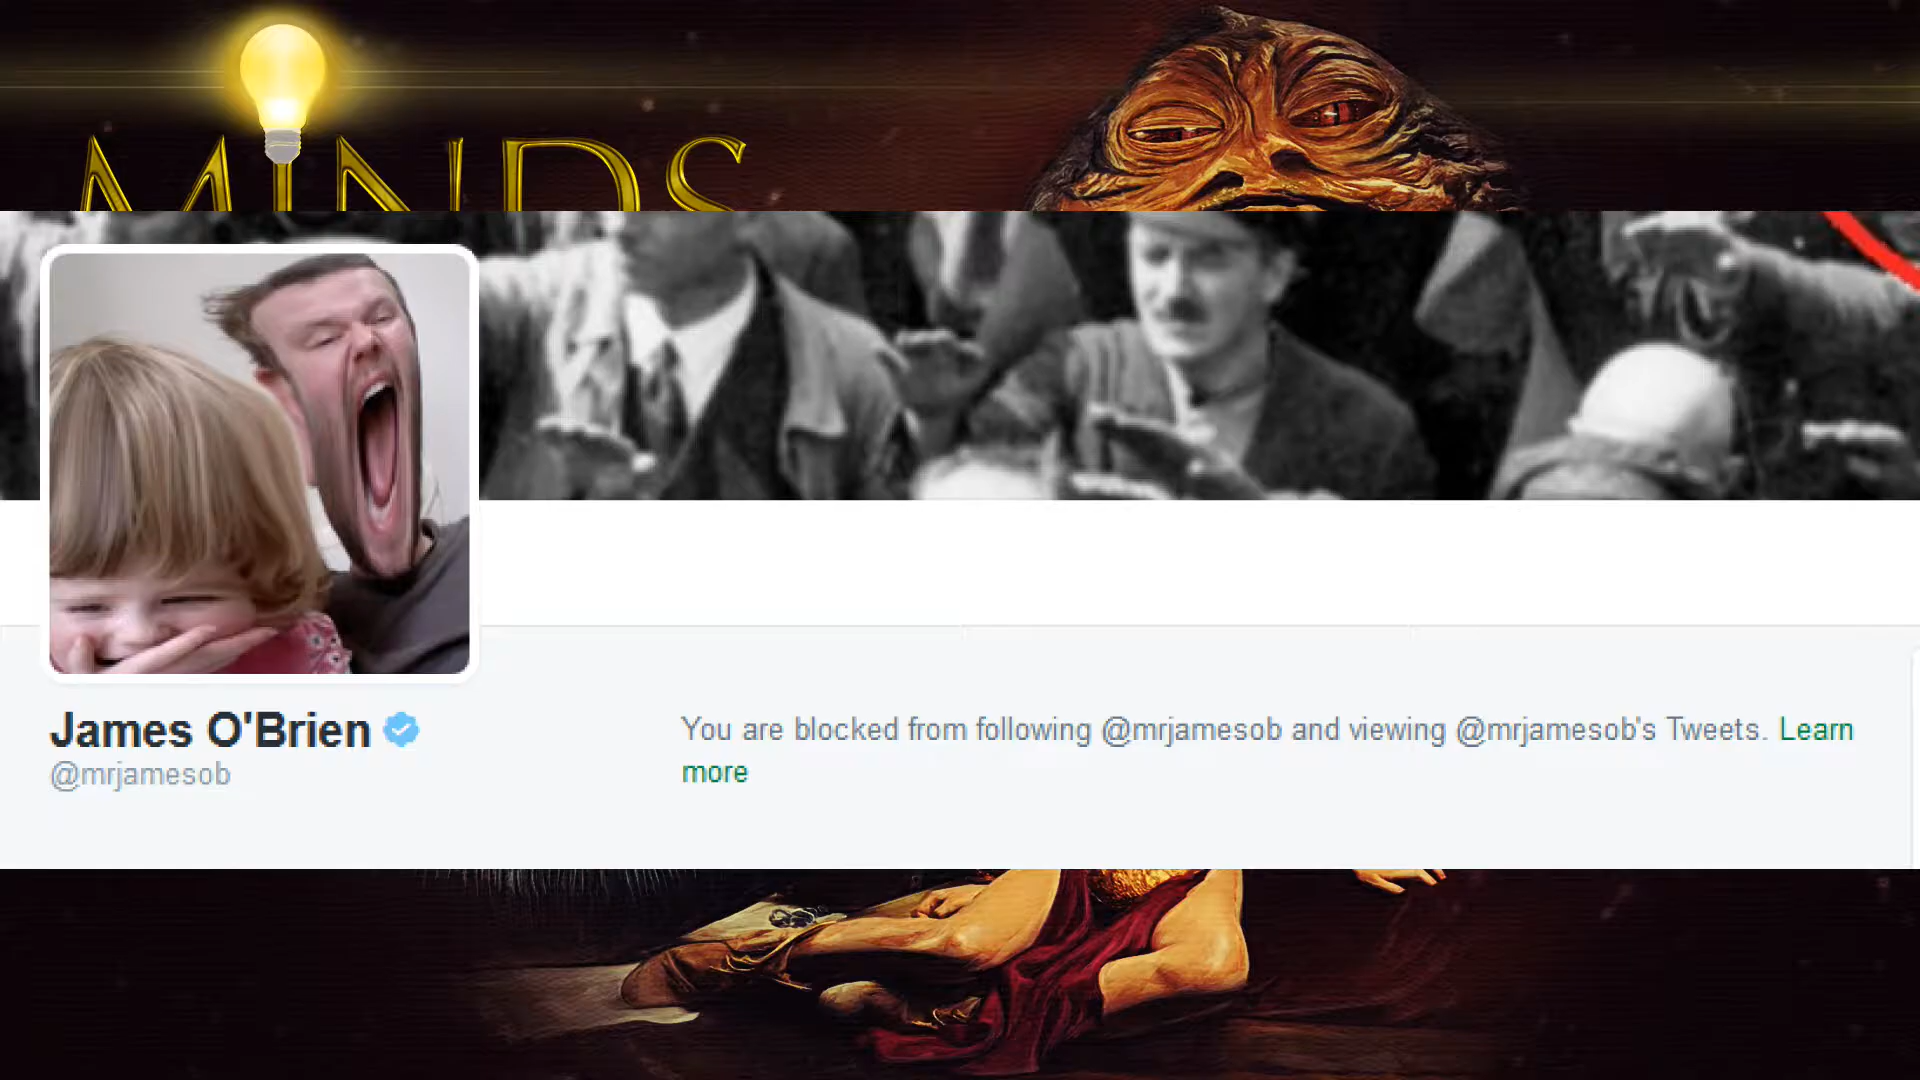 MINDS
James O'Brien
@mrjamesob
You are blocked from following @mrjamesob and viewing @mrjamesob's Tweets. Learn
more